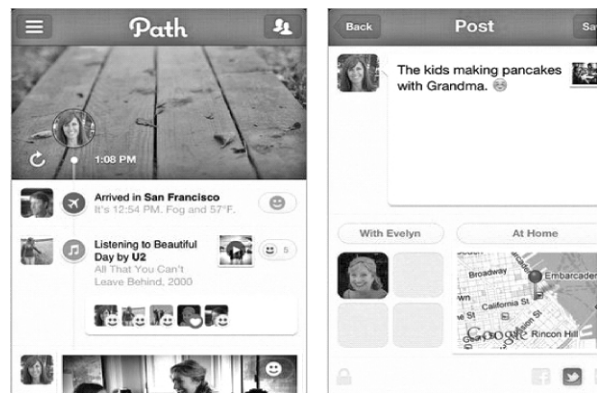 Path
1:08 PM
Arrived in San Francisco
It's 12:54 PM. Fog and 57°F.
Listening to Beautiful
Day by U2
All That You Can't
Leave Behind, 2000
5
Back
Post
Sa
The kids making pancakes
with Grandma.
With Evelyn
At Home
Broadway
Embarcader
California St
Google
Rincon Hill